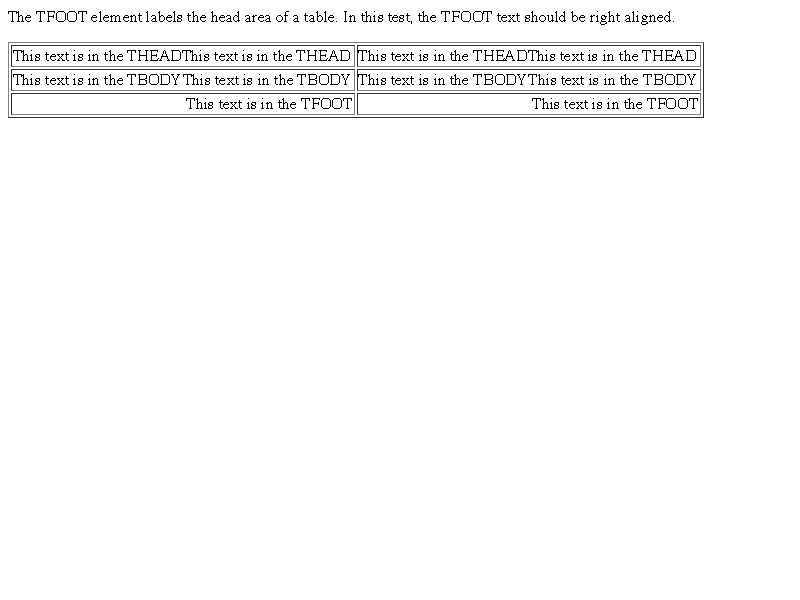 The TFOOT element labels the head area of a table. In this test, the TFOOT text should be right aligned.
This text is in the THEADThis text is in the THEAD This text is in the THEADThis text is in the THEAD
This text is in the TBODY This text is in the TBODY This text is in the TBODYThis text is in the TBODY
This text is in the TFOOT This text is in the TFOOT